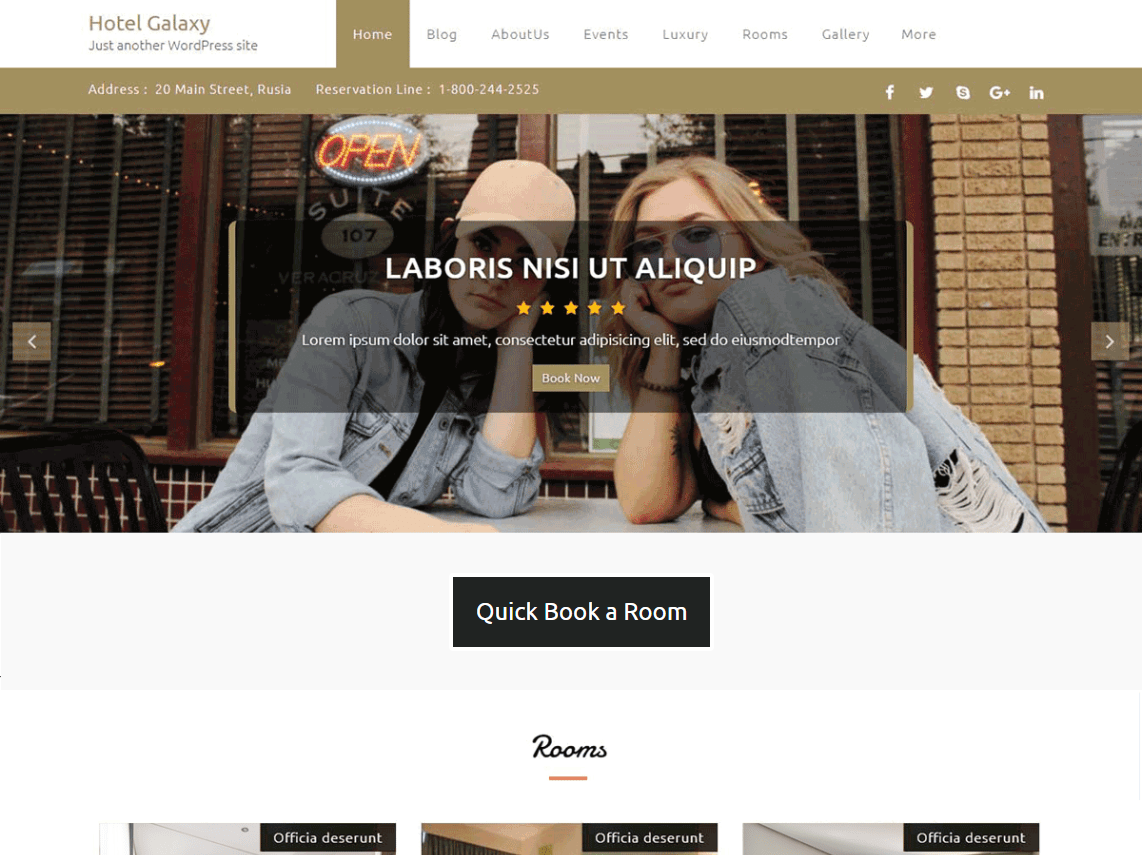 Hotel Galaxy
Just another WordPress site
Home Blog AboutUs Events Luxury Rooms Gallery More
Address : 20 Main Street, Rusia Reservation Line : 1-800-244-2525
OPEN
SUITE
107
VERACRUZ
LABORIS NISI UT ALIQUIP
Lorem ipsum dolor sit amet, consectetur adipisicing elit, sed do eiusmodtempor
Book Now
Quick Book a Room
Rooms
Officia deserunt Officia deserunt Officia deserunt